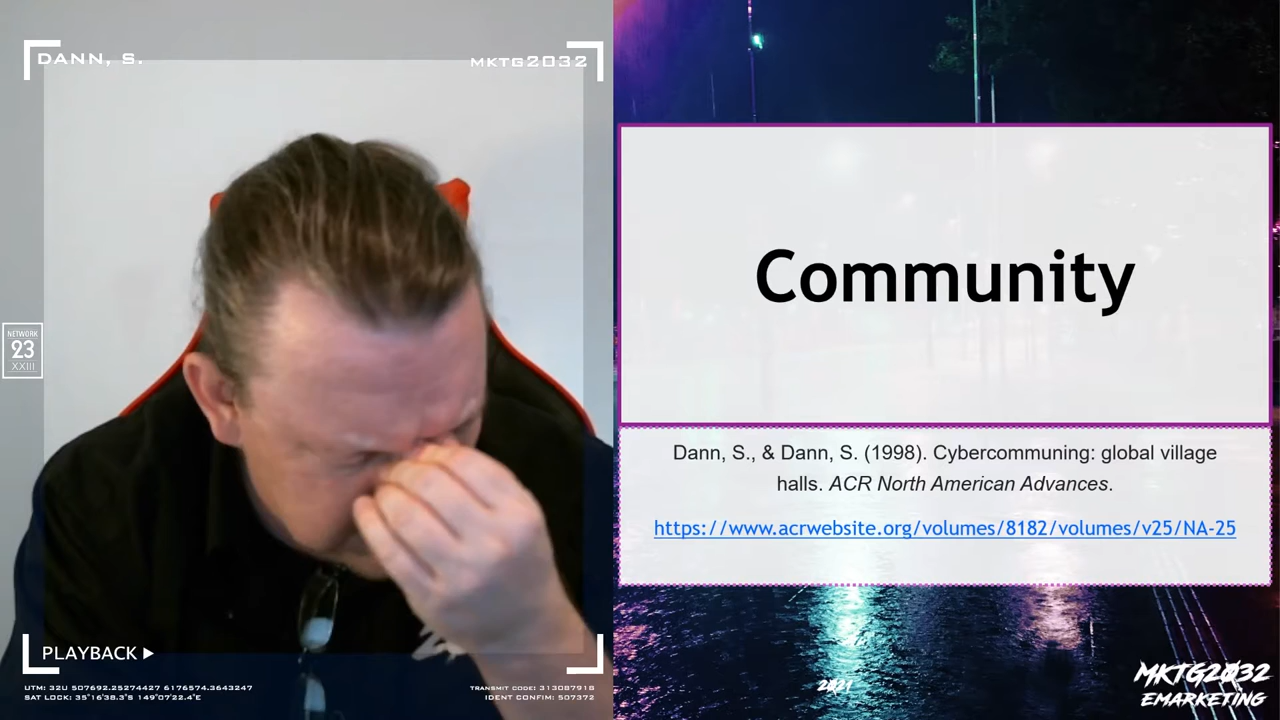 DANN, S.
MKTG2032
NETWORK
23
XXIII
PLAYBACK
UTM: 32U 507692.25274427 6176574.3643247
SAT LOCK: 35°16'38.3"S 149°07'22.4"E
TRANSMIT CODE: 313087918
IDENT CONFIM: 507372
Community
Dann, S., & Dann, S. (1998). Cybercommuning: global village
halls. ACR North American Advances.
https://www.acrwebsite.org/volumes/8182/volumes/v25/NA-25
2021
MKTG2032
EMARKETING